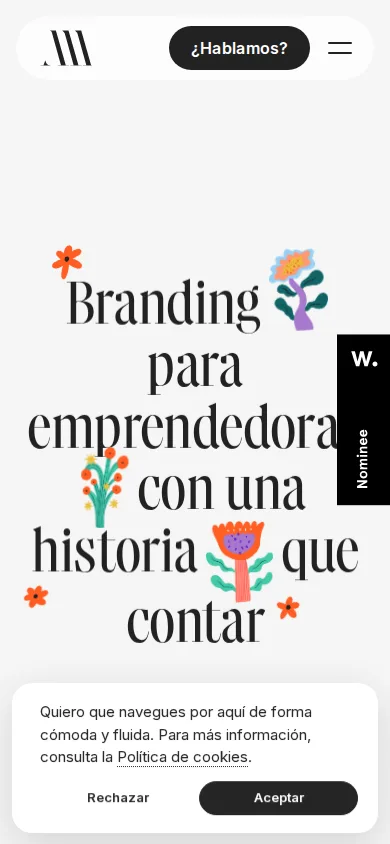 ¿Hablamos?
Branding
para
emprendedora
W.
Nominee
con una
historia que
contar
Quiero que navegues por aquí de forma
cómoda y fluida. Para más información,
consulta la Política de cookies.
Rechazar
Aceptar